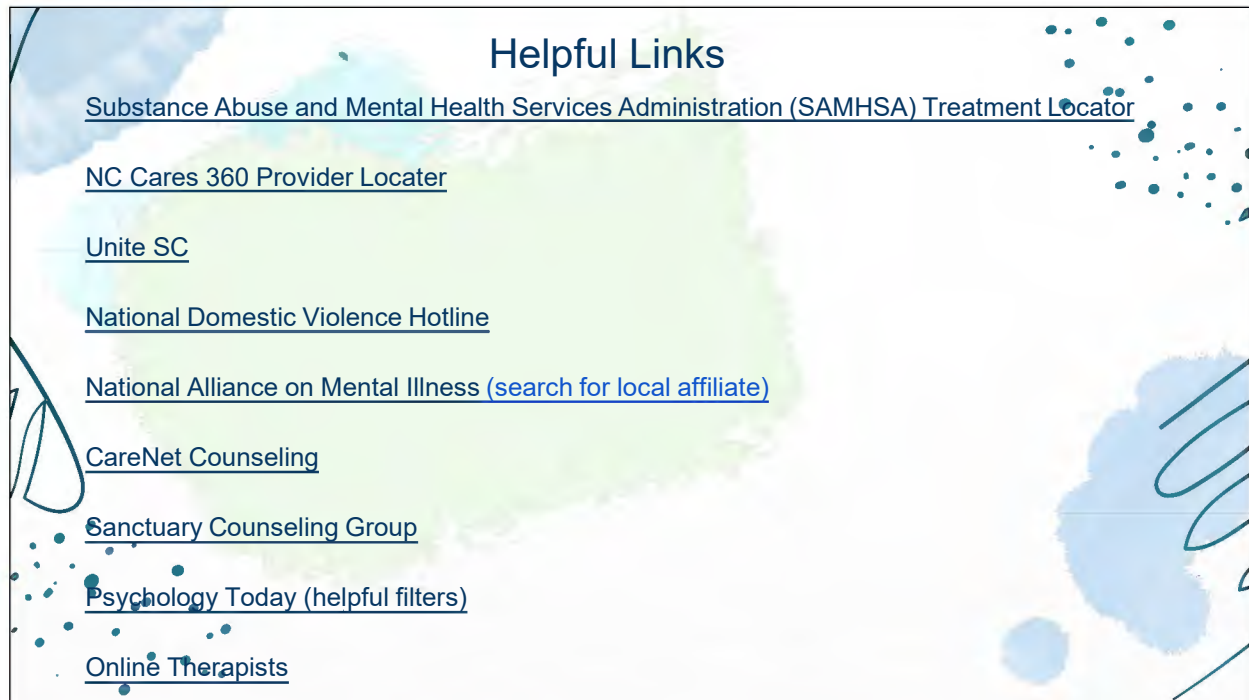 Helpful Links
Substance Abuse and Mental Health Services Administration (SAMHSA) Treatment Locator
NC Cares 360 Provider Locater
Unite SC
National Domestic Violence Hotline
National Alliance on Mental Illness (search for local affiliate)
CareNet Counseling
Sanctuary Counseling Group
Psychology Today (helpful filters)
Online Therapists